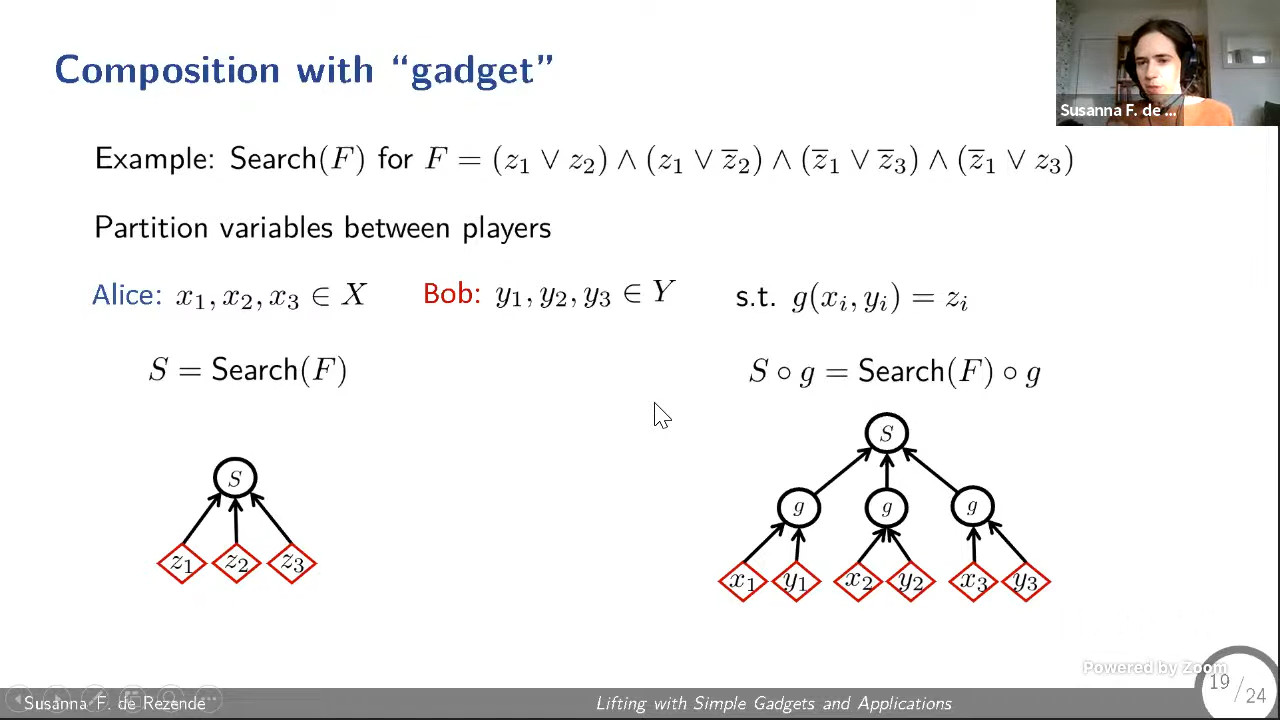 Composition with “gadget”
Susanna F. de ...
Example: Search(F) for F = (z₁ ∨ z₂) ∧ (z₁ ∨ z̅₂) ∧ (z̅₁ ∨ z̅₃) ∧ (z̅₁ ∨ z₃)
Partition variables between players
Alice: x₁, x₂, x₃ ∈ X Bob: y₁, y₂, y₃ ∈ Y s.t. g(xᵢ, yᵢ) = zᵢ
S = Search(F) S ∘ g = Search(F) ∘ g
S
z₁ z₂ z₃
S
g g g
x₁ y₁ x₂ y₂ x₃ y₃
Powered by Zoom
Susanna F. de Rezende Lifting with Simple Gadgets and Applications 19/24